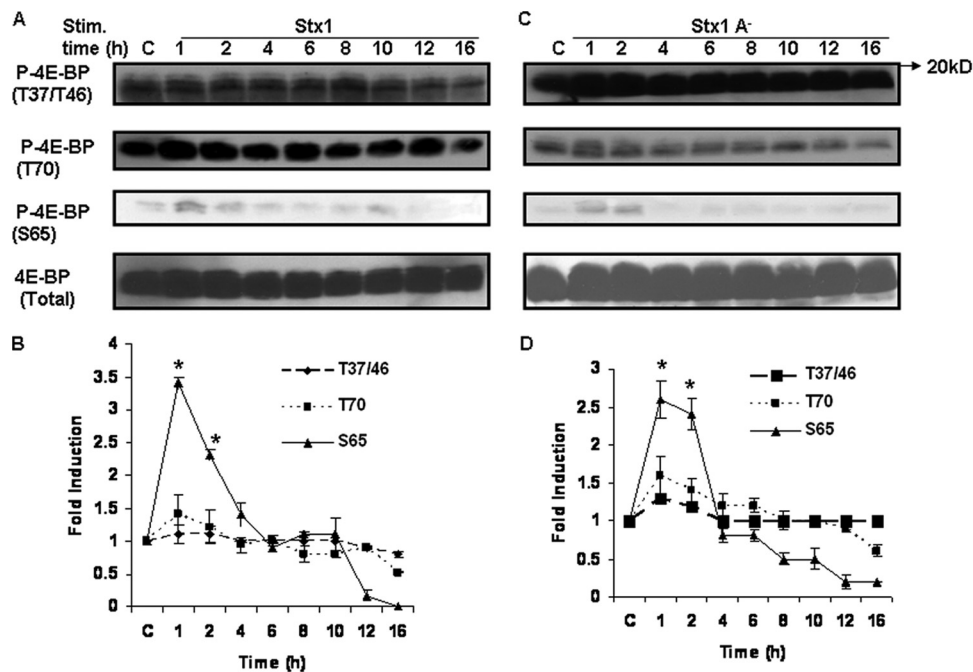 A
Stim.
time (h)
Stx1
C 1 2 4 6 8 10 12 16
P-4E-BP
(T37/T46)
P-4E-BP
(T70)
P-4E-BP
(S65)
4E-BP
(Total)
C
Stx1 A-
C 1 2 4 6 8 10 12 16
20kD
B
4
3.5
3
2.5
2
1.5
1
0.5
0
Fold Induction
*
*
T37/46
T70
S65
C 1 2 4 6 8 10 12 16
Time (h)
D
3
2.5
2
1.5
1
0.5
0
Fold Induction
* *
T37/46
T70
S65
C 1 2 4 6 8 10 12 16
Time (h)